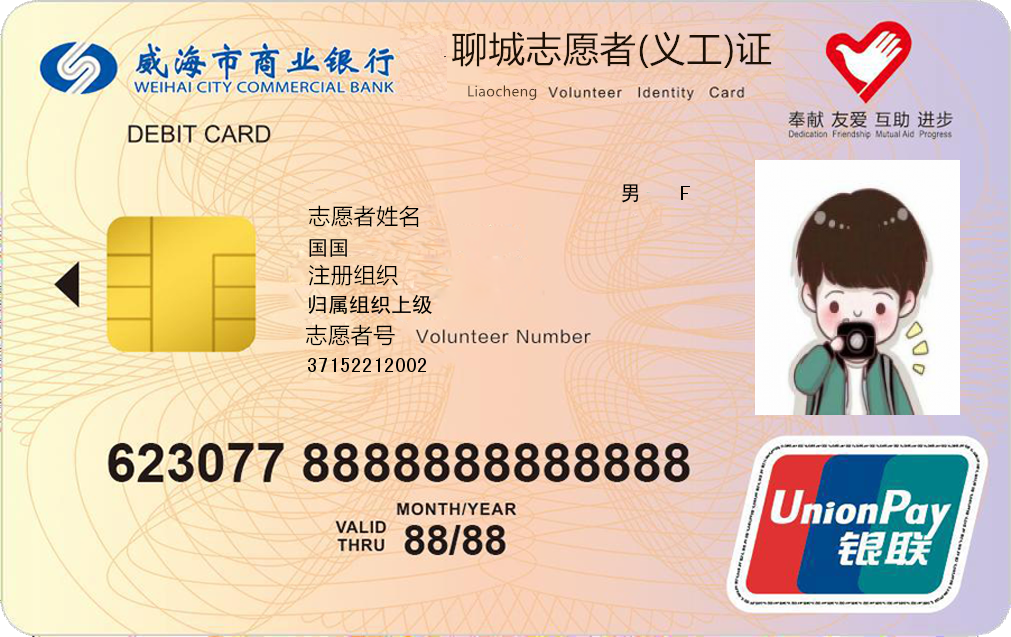 威海市商业银行
WEIHAI CITY COMMERCIAL BANK
DEBIT CARD
聊城志愿者(义工)证
Liaocheng Volunteer Identity Card
奉献 友爱 互助 进步
Dedication Friendship Mutual Aid Progress
男 F
志愿者姓名
国国
注册组织
归属组织上级
志愿者号 Volunteer Number
37152212002
623077 8888888888888
MONTH/YEAR
VALID THRU 88/88
UnionPay
银联